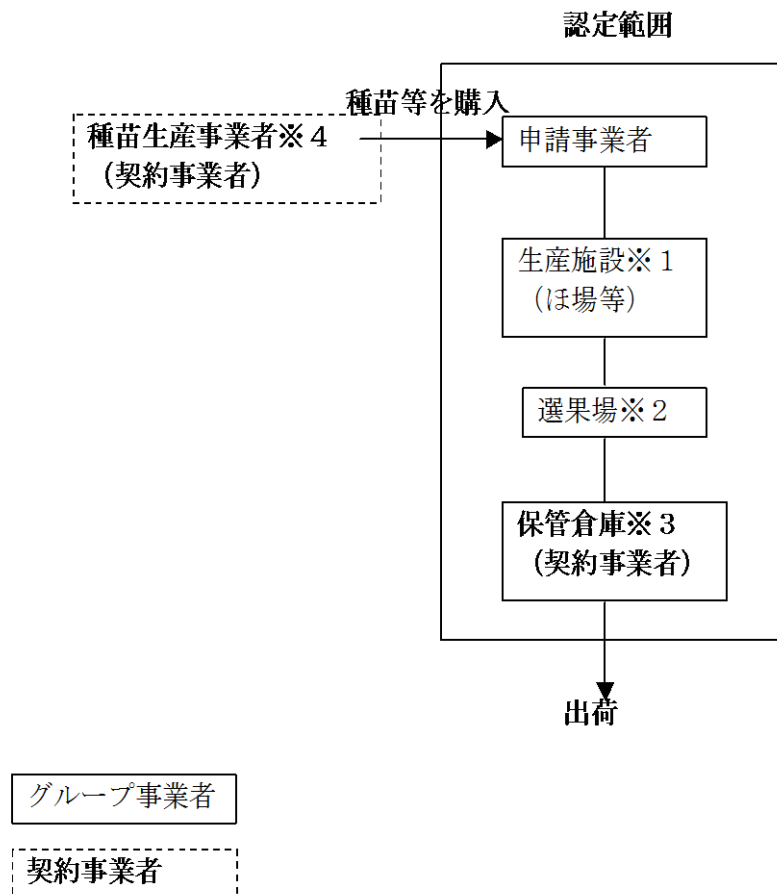 認定範囲
種苗等を購入
種苗生産事業者※４
（契約事業者）
申請事業者
生産施設※１
（ほ場等）
選果場※２
保管倉庫※３
（契約事業者）
出荷
グループ事業者
契約事業者